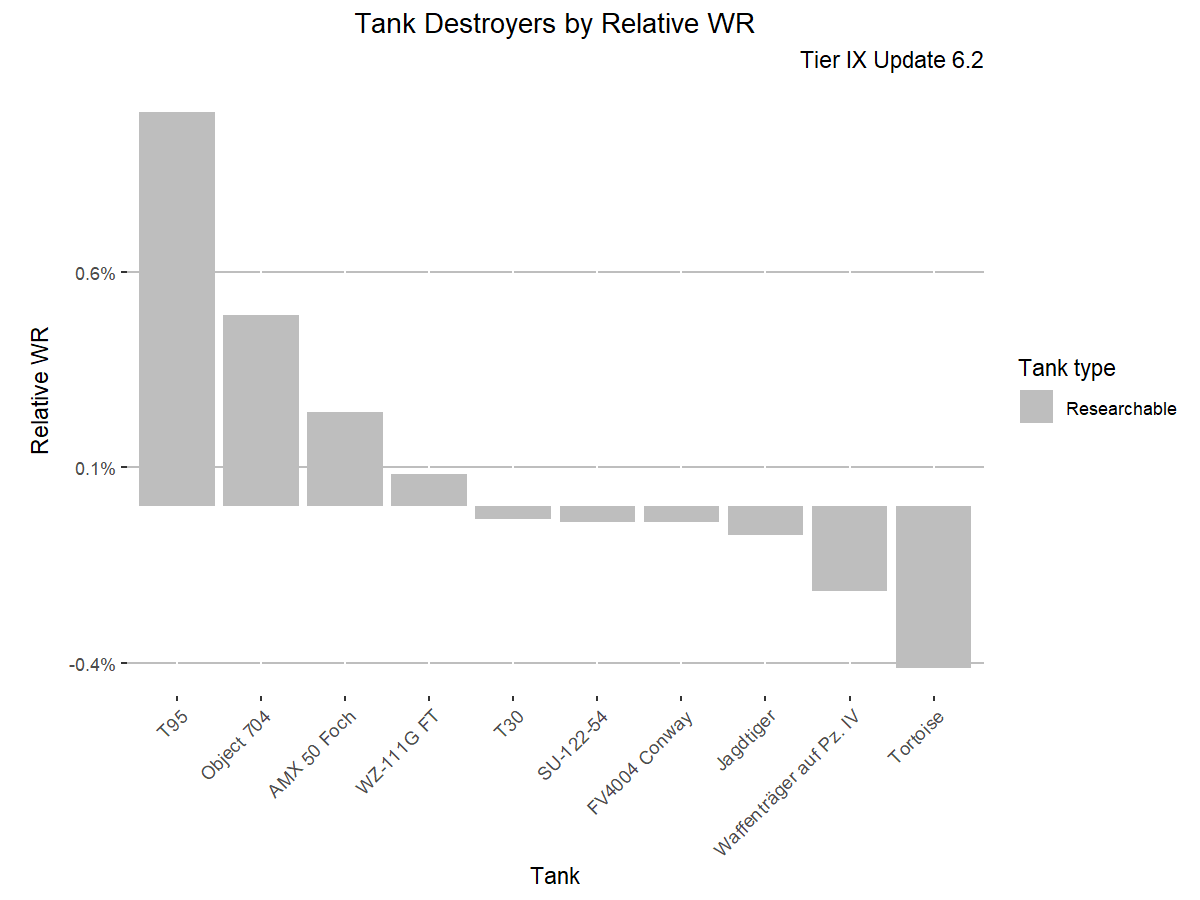 Tank Destroyers by Relative WR
Tier IX Update 6.2
Relative WR
0.6%
0.1%
-0.4%
T95
Object 704
AMX 50 Foch
WZ-111G FT
T30
SU-122-54
FV4004 Conway
Jagdtiger
Waffenträger auf Pz. IV
Tortoise
Tank
Tank type
Researchable